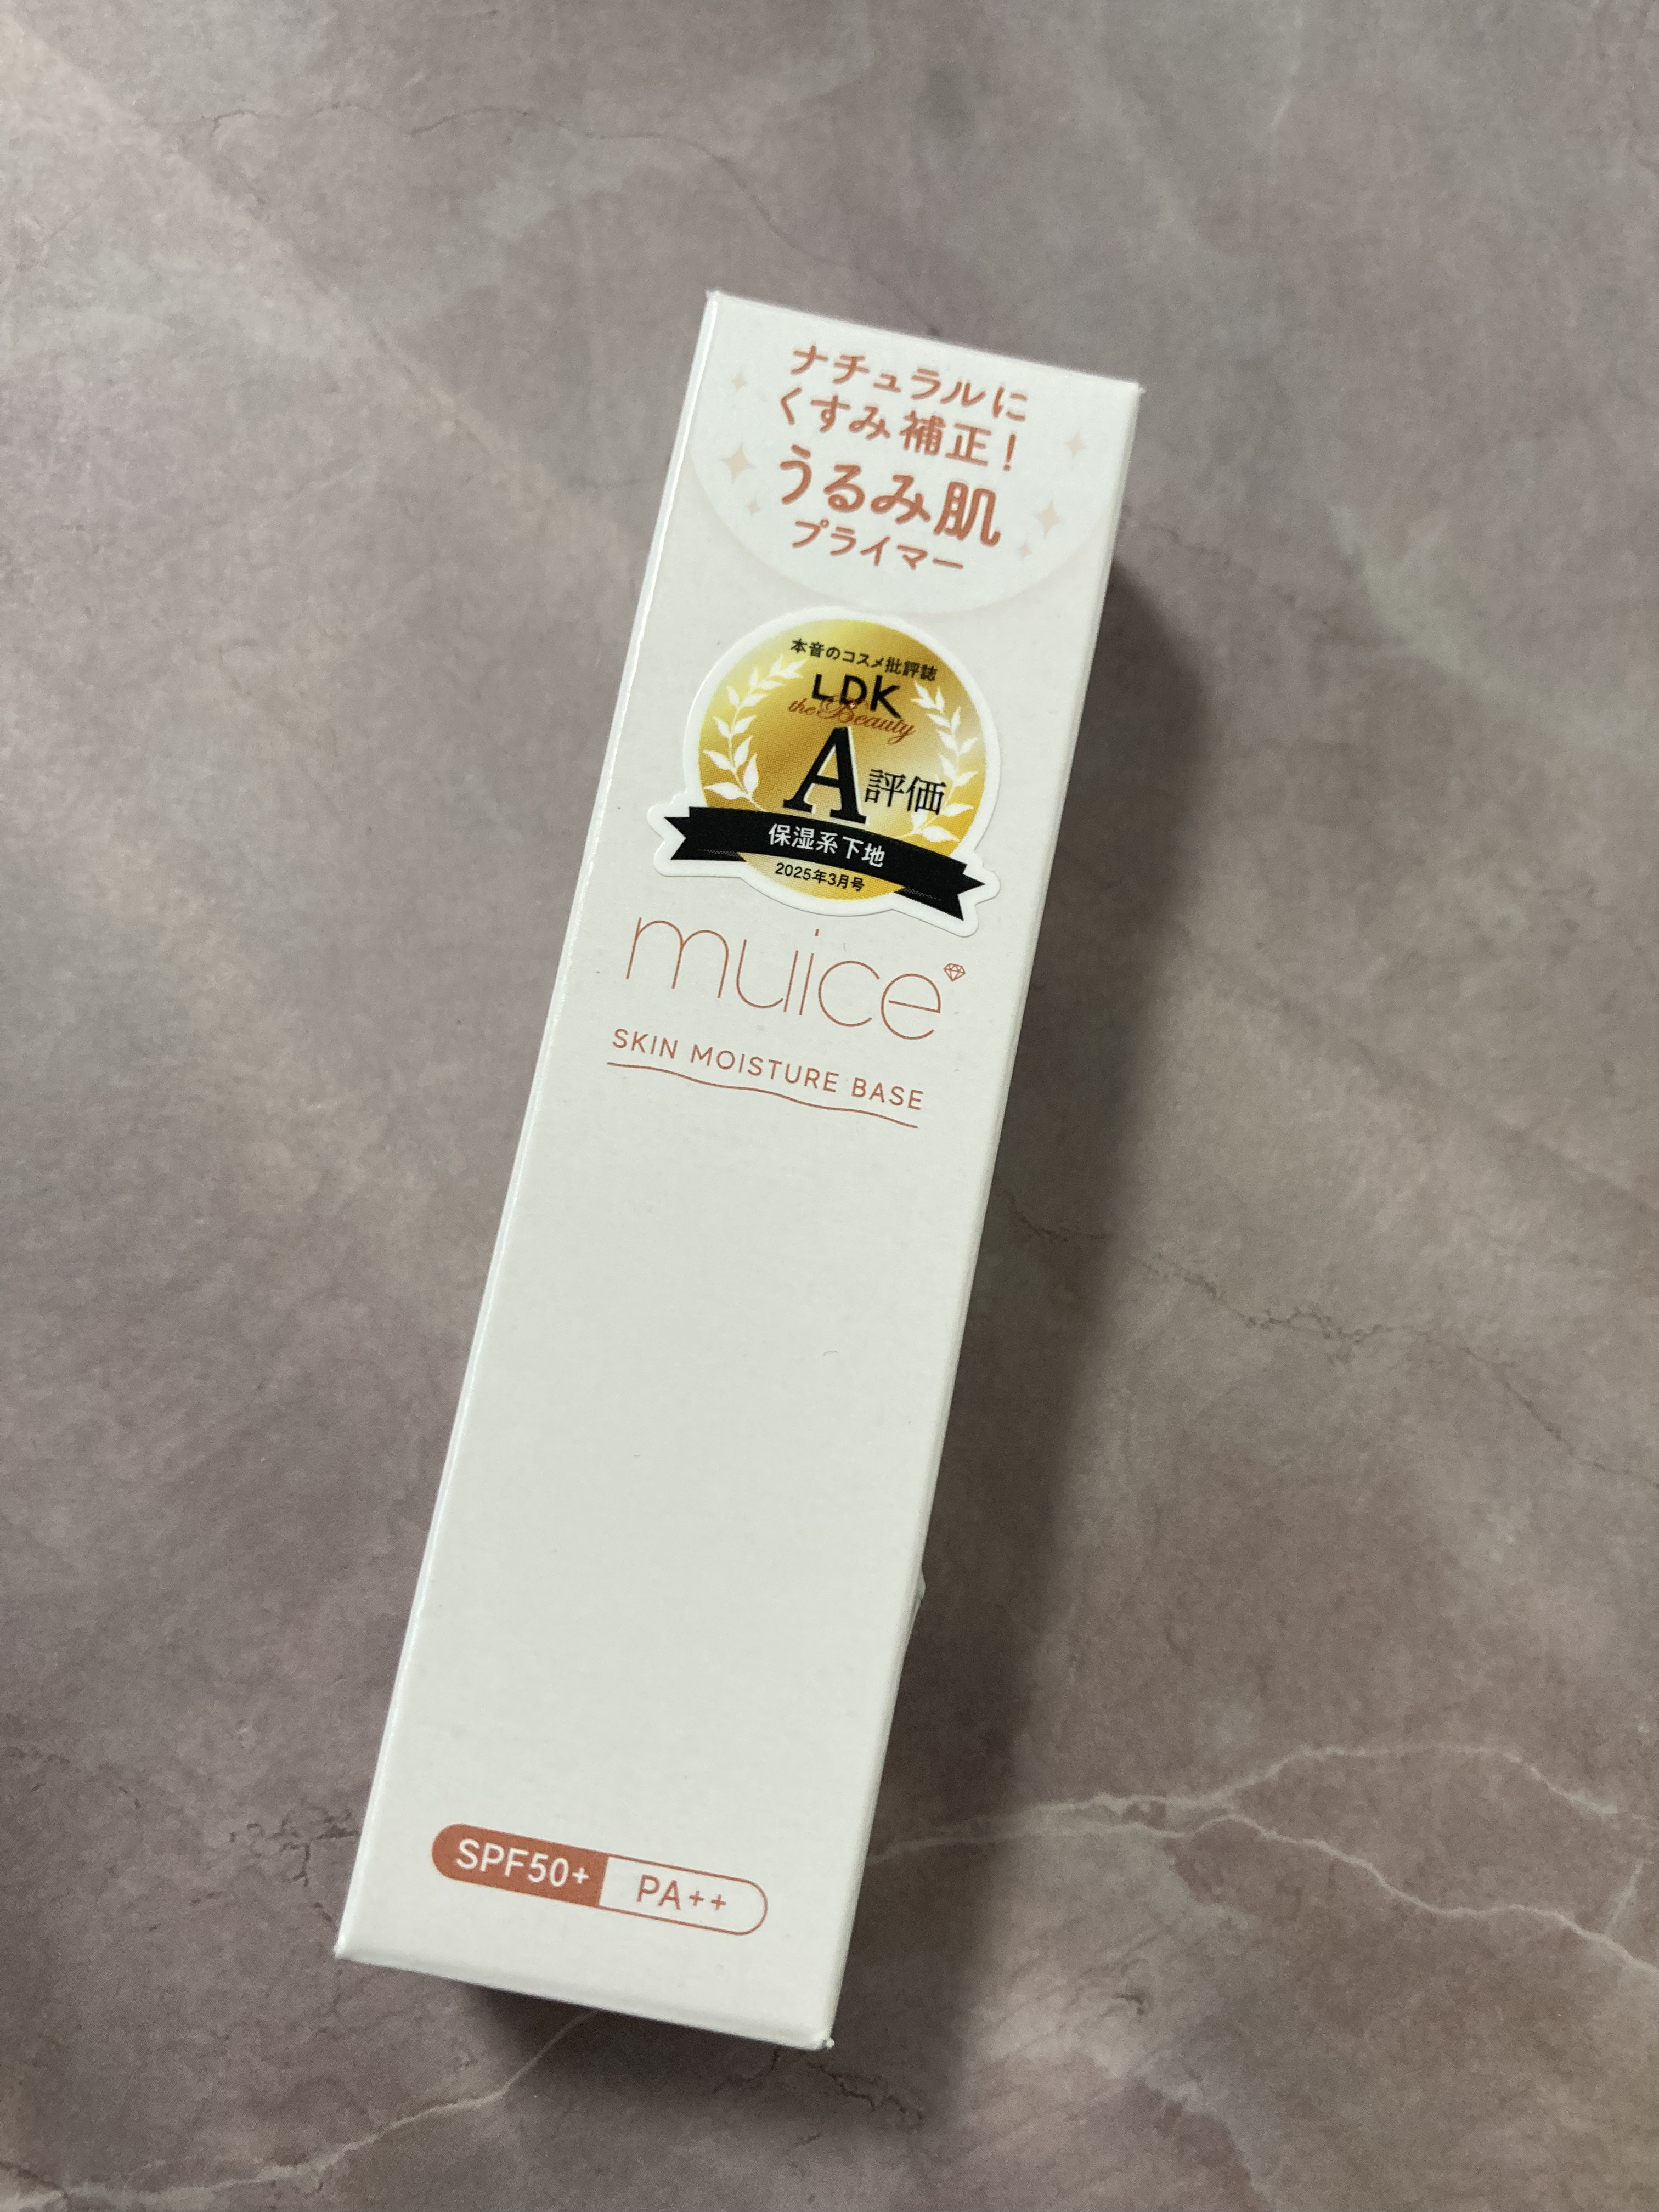 ナチュラルに
くすみ補正!
うるみ肌
プライマー
本音のコスメ批評誌
LDK
the Beauty
A評価
保湿系下地
2025年3月号
muice
SKIN MOISTURE BASE
SPF50+ PA++